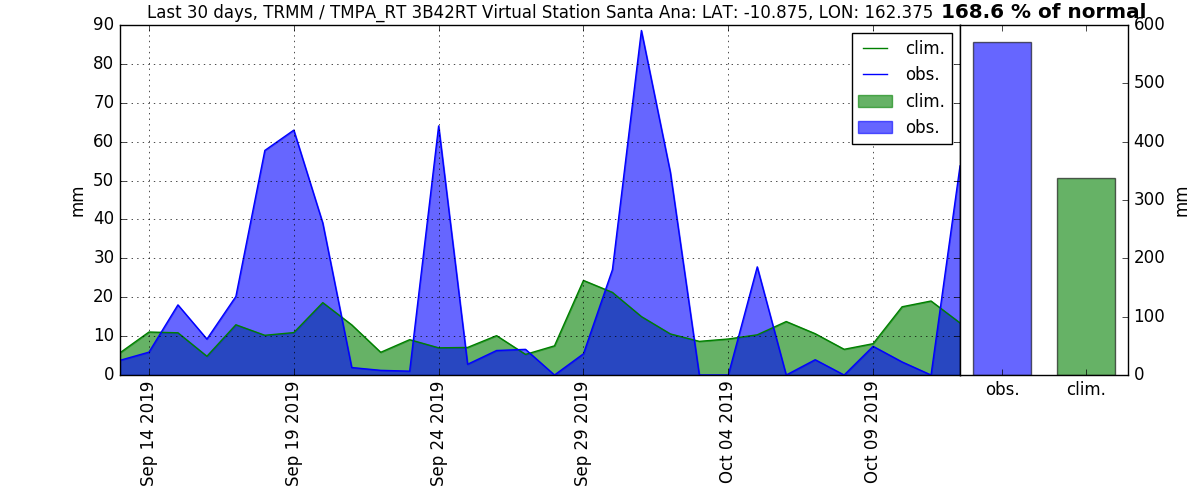 Last 30 days, TRMM / TMPA_RT 3B42RT Virtual Station Santa Ana: LAT: -10.875, LON: 162.375 168.6 % of normal
90
80
70
60
50
40
30
20
10
0
mm
clim.
obs.
clim.
obs.
600
500
400
300
200
100
0
mm
Sep 14 2019
Sep 19 2019
Sep 24 2019
Sep 29 2019
Oct 04 2019
Oct 09 2019
obs.
clim.